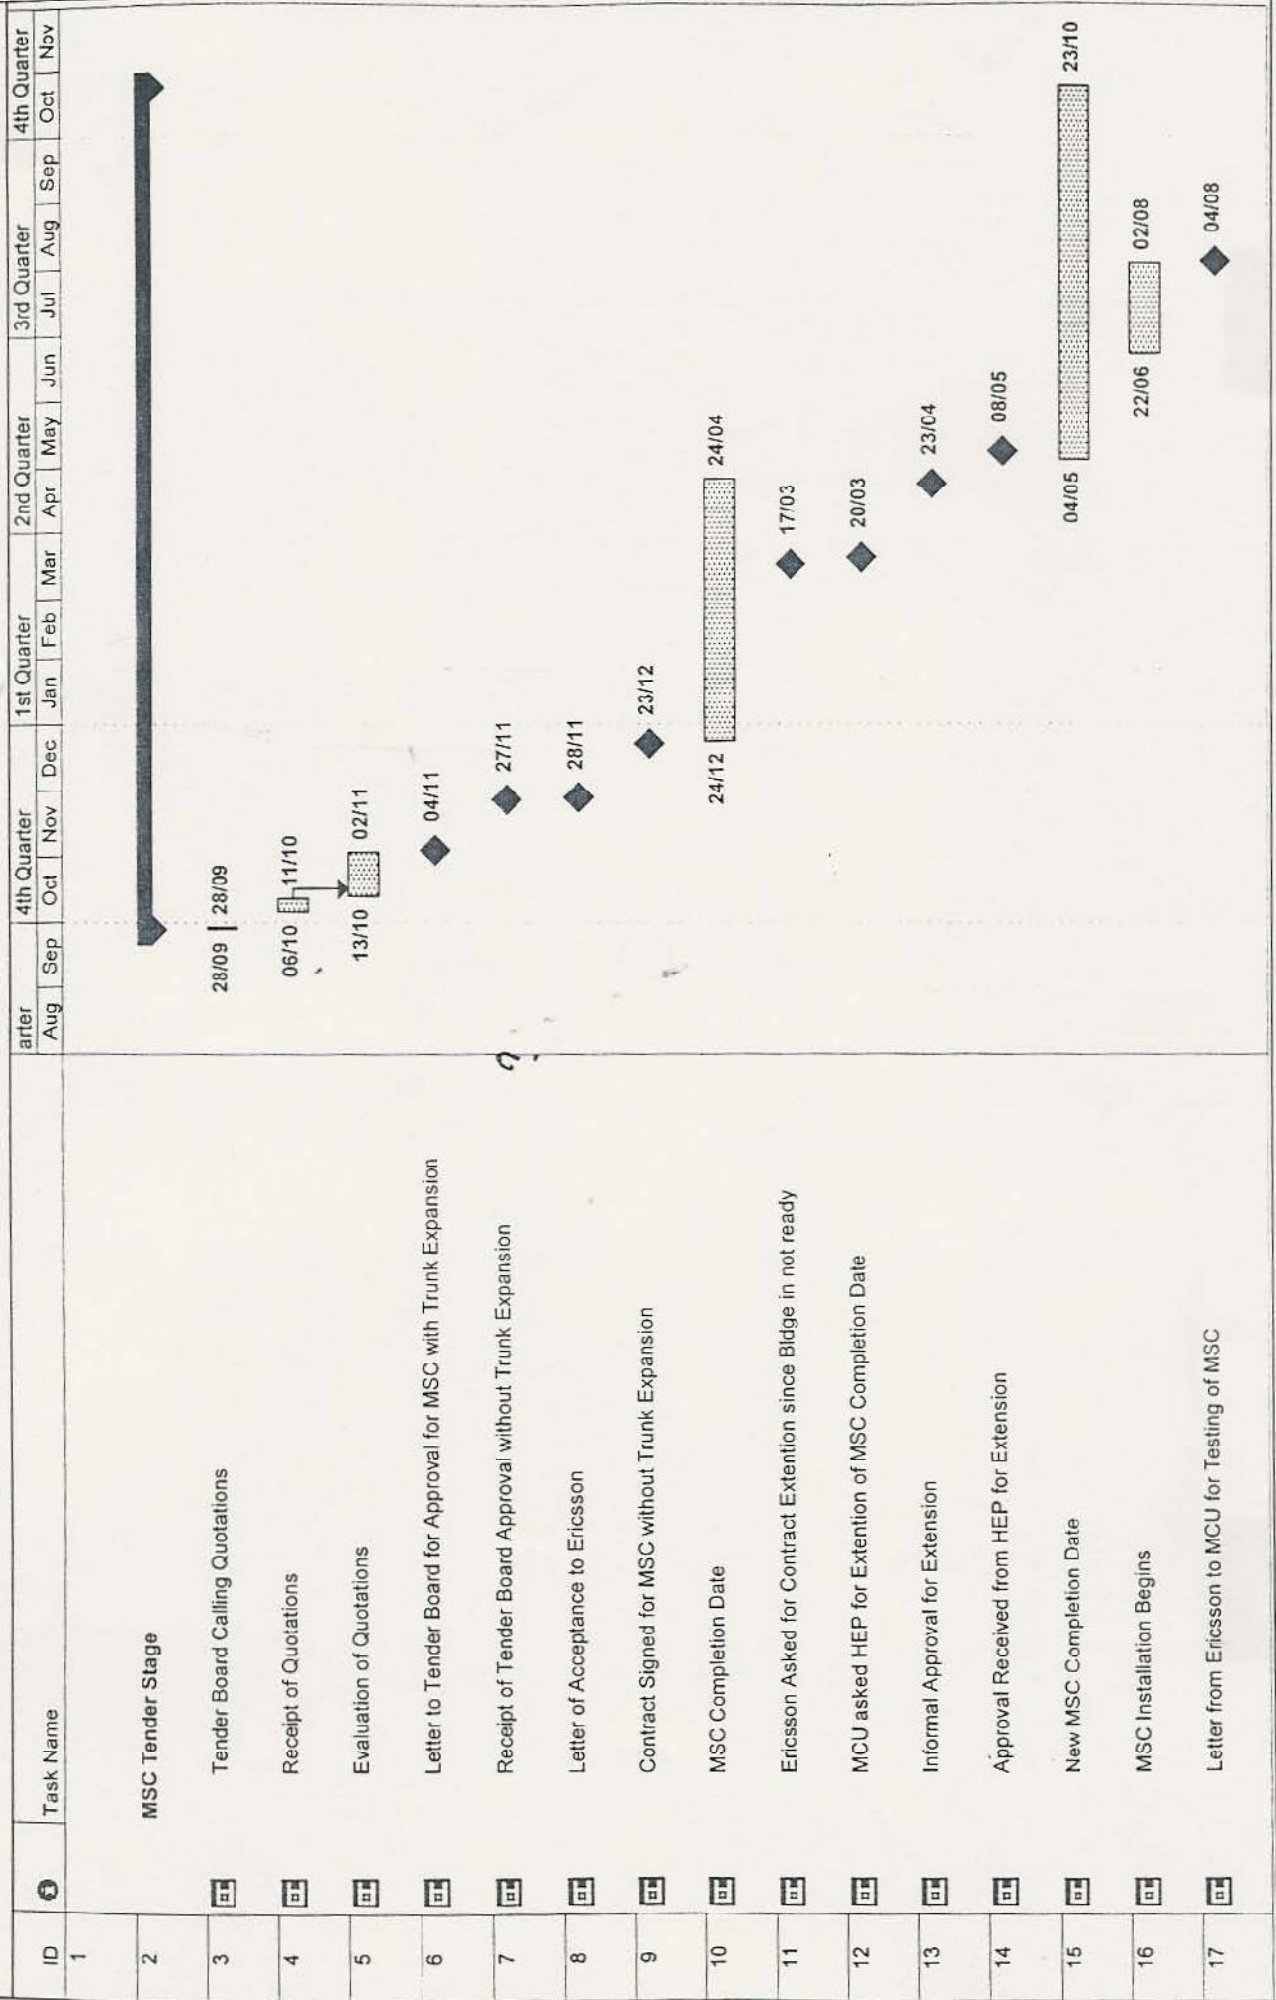 ID Task Name arter 4th Quarter 1st Quarter 2nd Quarter 3rd Quarter 4th Quarter
Aug Sep Oct Nov Dec Jan Feb Mar Apr May Jun Jul Aug Sep Oct Nov
1
2 MSC Tender Stage
3 Tender Board Calling Quotations 28/09 28/09
4 Receipt of Quotations 06/10 11/10
5 Evaluation of Quotations 13/10 02/11
6 Letter to Tender Board for Approval for MSC with Trunk Expansion 04/11
7 Receipt of Tender Board Approval without Trunk Expansion 27/11
8 Letter of Acceptance to Ericsson 28/11
9 Contract Signed for MSC without Trunk Expansion 23/12
10 MSC Completion Date 24/12 24/04
11 Ericsson Asked for Contract Extention since Bldge in not ready 17/03
12 MCU asked HEP for Extention of MSC Completion Date 20/03
13 Informal Approval for Extension 23/04
14 Approval Received from HEP for Extension 08/05
15 New MSC Completion Date 04/05 23/10
16 MSC Installation Begins 22/06 02/08
17 Letter from Ericsson to MCU for Testing of MSC 04/08